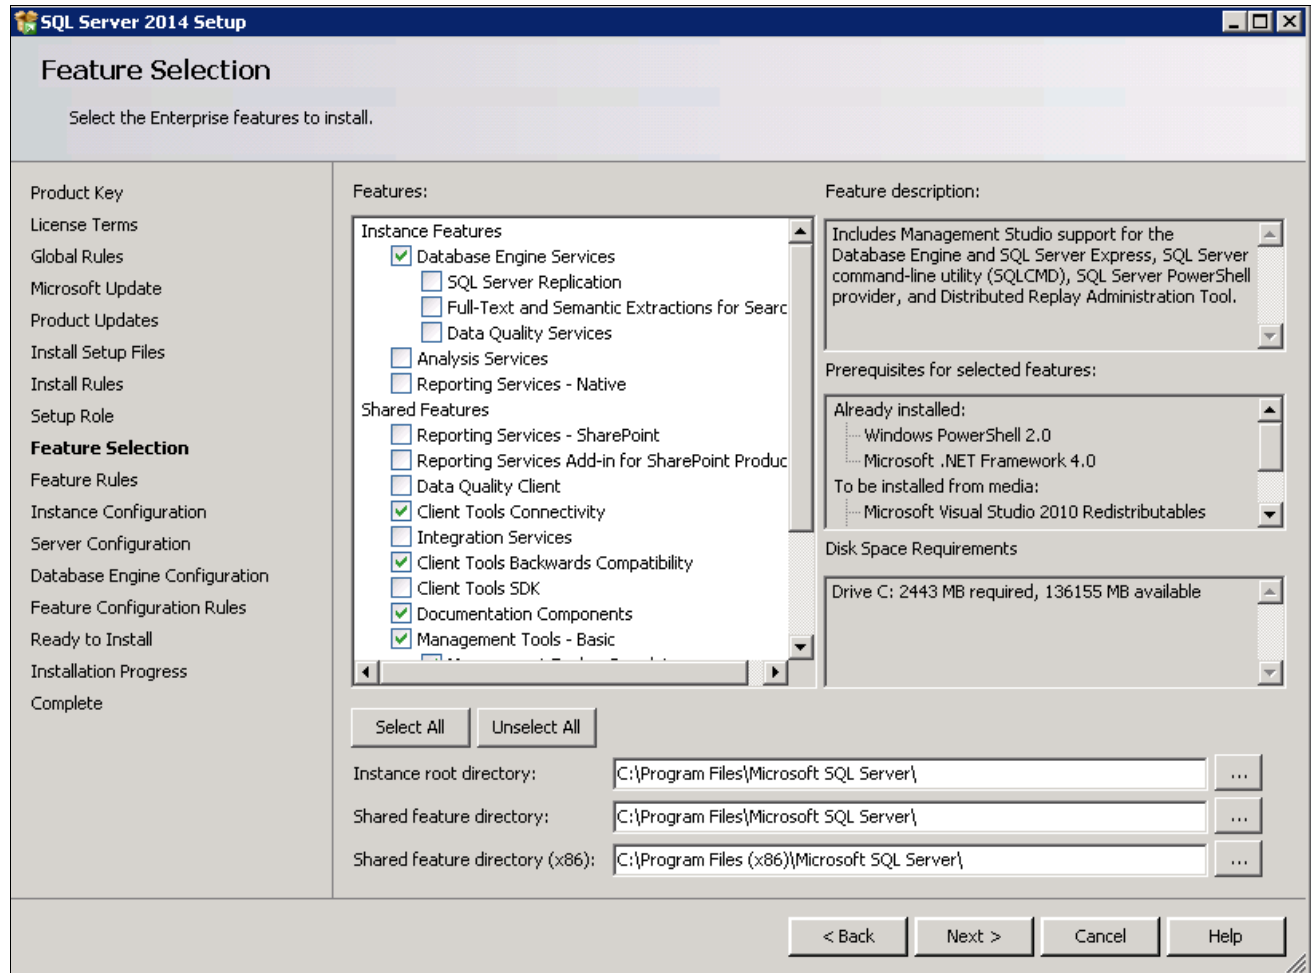 SQL Server 2014 Setup
Feature Selection
Select the Enterprise features to install.
Product Key
License Terms
Global Rules
Microsoft Update
Product Updates
Install Setup Files
Install Rules
Setup Role
Feature Selection
Feature Rules
Instance Configuration
Server Configuration
Database Engine Configuration
Feature Configuration Rules
Ready to Install
Installation Progress
Complete
Features:
Instance Features
Database Engine Services
SQL Server Replication
Full-Text and Semantic Extractions for Searc
Data Quality Services
Analysis Services
Reporting Services - Native
Shared Features
Reporting Services - SharePoint
Reporting Services Add-in for SharePoint Produc
Data Quality Client
Client Tools Connectivity
Integration Services
Client Tools Backwards Compatibility
Client Tools SDK
Documentation Components
Management Tools - Basic
Feature description:
Includes Management Studio support for the
Database Engine and SQL Server Express, SQL Server
command-line utility (SQLCMD), SQL Server PowerShell
provider, and Distributed Replay Administration Tool.
Prerequisites for selected features:
Already installed:
Windows PowerShell 2.0
Microsoft .NET Framework 4.0
To be installed from media:
Microsoft Visual Studio 2010 Redistributables
Disk Space Requirements
Drive C: 2443 MB required, 136155 MB available
Select All
Unselect All
Instance root directory:
C:\Program Files\Microsoft SQL Server\
...
Shared feature directory:
C:\Program Files\Microsoft SQL Server\
...
Shared feature directory (x86):
C:\Program Files (x86)\Microsoft SQL Server\
...
< Back
Next >
Cancel
Help